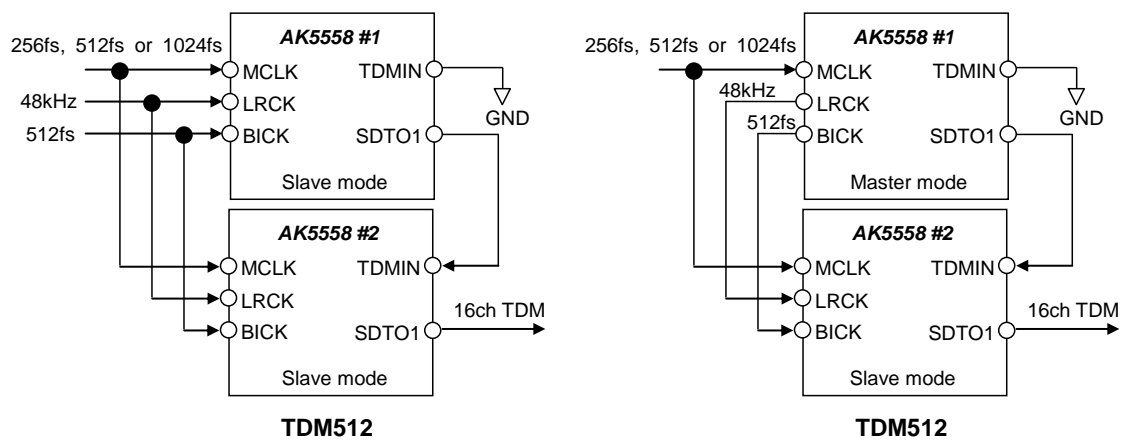 AK5558 #1
256fs, 512fs or 1024fs
MCLK
TDMIN
48kHz
LRCK
GND
512fs
BICK
SDTO1
Slave mode
AK5558 #2
MCLK
TDMIN
LRCK
16ch TDM
BICK
SDTO1
Slave mode
TDM512
AK5558 #1
256fs, 512fs or 1024fs
MCLK
TDMIN
48kHz
LRCK
GND
512fs
BICK
SDTO1
Master mode
AK5558 #2
MCLK
TDMIN
LRCK
16ch TDM
BICK
SDTO1
Slave mode
TDM512